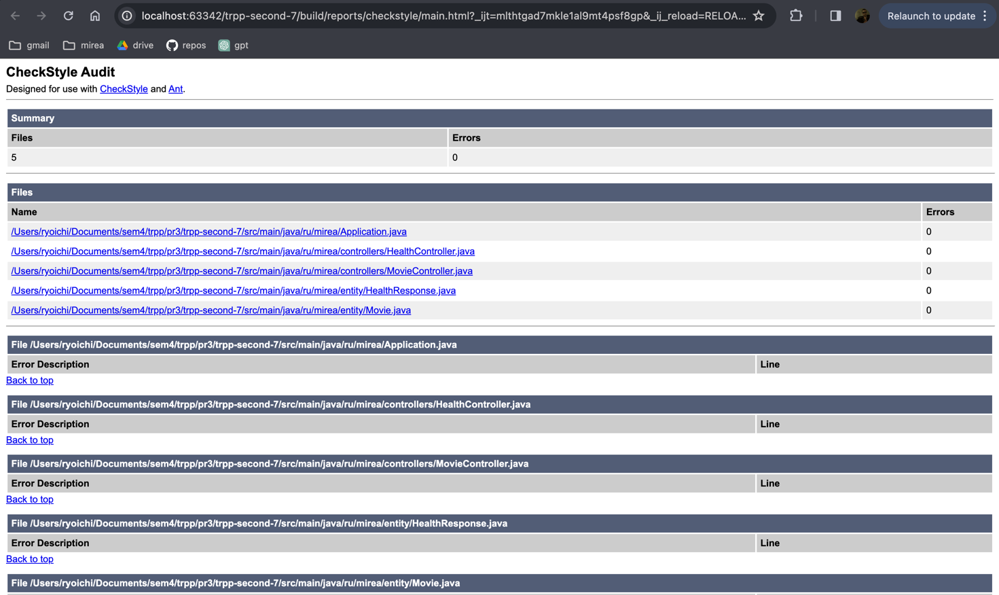 localhost:63342/trpp-second-7/build/reports/checkstyle/main.html?_ijt=mlthtgad7mkle1al9mt4psf8gp&_ij_reload=RELOA...
Relaunch to update
gmail mirea drive repos gpt
CheckStyle Audit
Designed for use with CheckStyle and Ant.
Summary
Files Errors
5 0
Files
Name Errors
/Users/ryoichi/Documents/sem4/trpp/pr3/trpp-second-7/src/main/java/ru/mirea/Application.java 0
/Users/ryoichi/Documents/sem4/trpp/pr3/trpp-second-7/src/main/java/ru/mirea/controllers/HealthController.java 0
/Users/ryoichi/Documents/sem4/trpp/pr3/trpp-second-7/src/main/java/ru/mirea/controllers/MovieController.java 0
/Users/ryoichi/Documents/sem4/trpp/pr3/trpp-second-7/src/main/java/ru/mirea/entity/HealthResponse.java 0
/Users/ryoichi/Documents/sem4/trpp/pr3/trpp-second-7/src/main/java/ru/mirea/entity/Movie.java 0
File /Users/ryoichi/Documents/sem4/trpp/pr3/trpp-second-7/src/main/java/ru/mirea/Application.java
Error Description Line
Back to top
File /Users/ryoichi/Documents/sem4/trpp/pr3/trpp-second-7/src/main/java/ru/mirea/controllers/HealthController.java
Error Description Line
Back to top
File /Users/ryoichi/Documents/sem4/trpp/pr3/trpp-second-7/src/main/java/ru/mirea/controllers/MovieController.java
Error Description Line
Back to top
File /Users/ryoichi/Documents/sem4/trpp/pr3/trpp-second-7/src/main/java/ru/mirea/entity/HealthResponse.java
Error Description Line
Back to top
File /Users/ryoichi/Documents/sem4/trpp/pr3/trpp-second-7/src/main/java/ru/mirea/entity/Movie.java